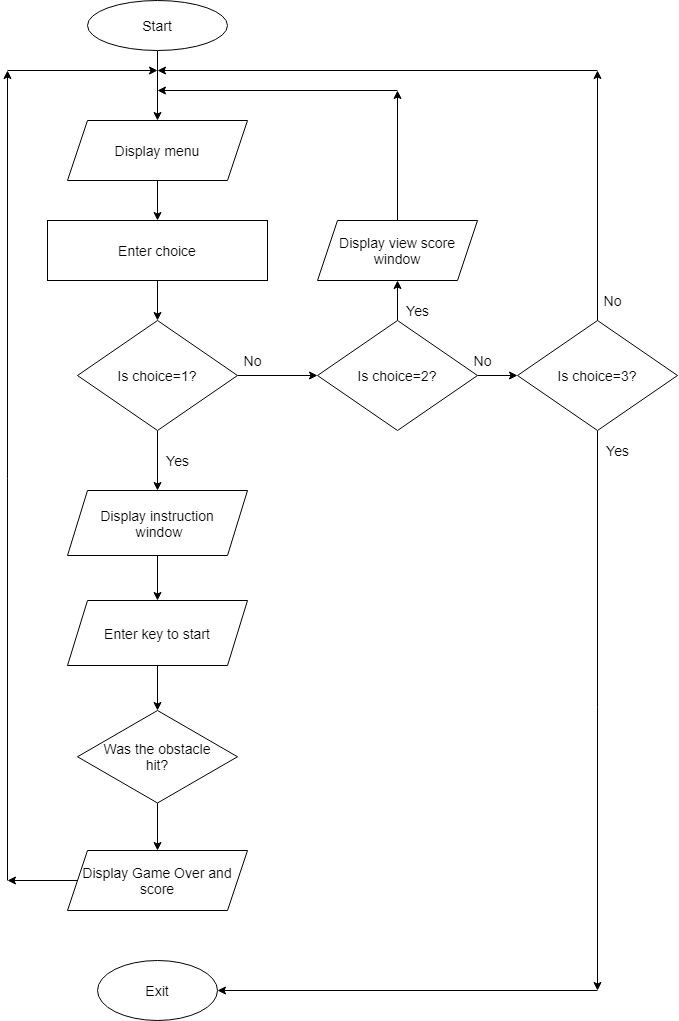 Start
Display menu
Enter choice
Display view score
window
No
Yes
Is choice=1?
No
Is choice=2?
No
Is choice=3?
Yes
Yes
Display instruction
window
Enter key to start
Was the obstacle
hit?
Display Game Over and
score
Exit